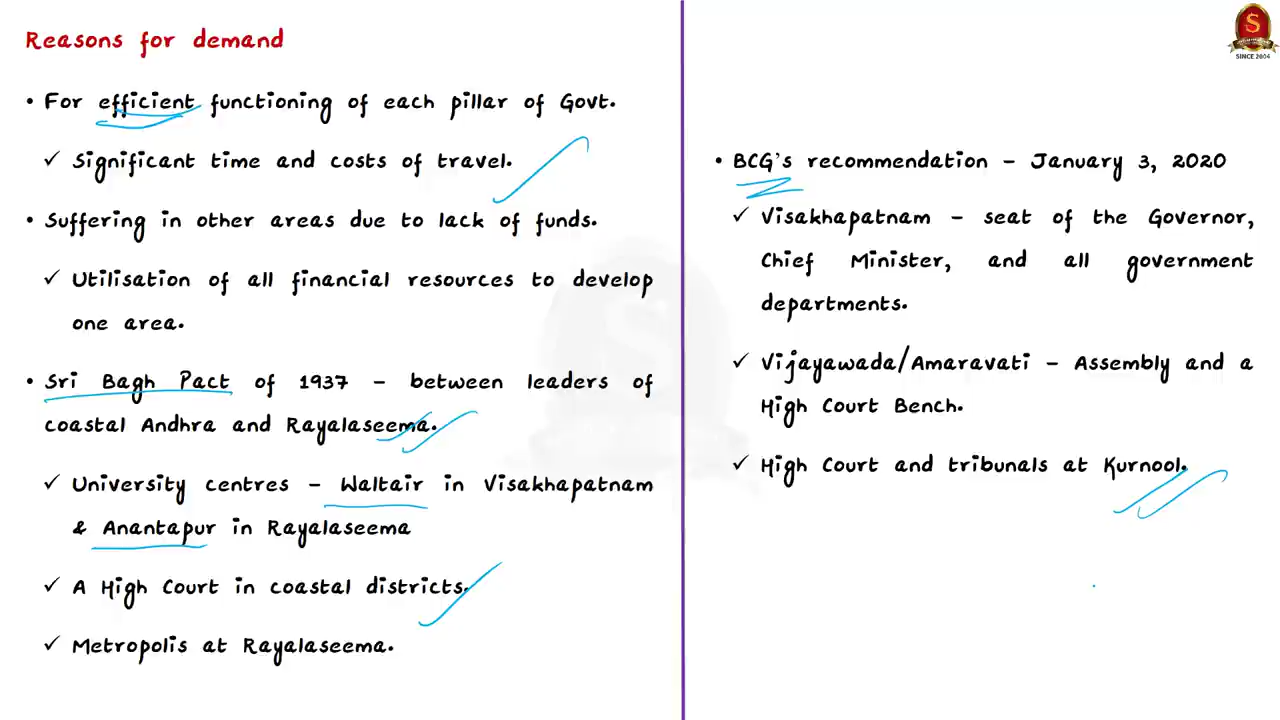 Reasons for demand
• For efficient functioning of each pillar of Govt.
✓ Significant time and costs of travel.
• Suffering in other areas due to lack of funds.
✓ Utilisation of all financial resources to develop
one area.
• Sri Bagh Pact of 1937 – between leaders of
coastal Andhra and Rayalaseema.
✓ University centres – Waltair in Visakhapatnam
& Anantapur in Rayalaseema
✓ A High Court in coastal districts.
✓ Metropolis at Rayalaseema.
S
SINCE 2004
• BCG's recommendation – January 3, 2020
✓ Visakhapatnam – seat of the Governor,
Chief Minister, and all government
departments.
✓ Vijayawada/Amaravati – Assembly and a
High Court Bench.
✓ High Court and tribunals at Kurnool.